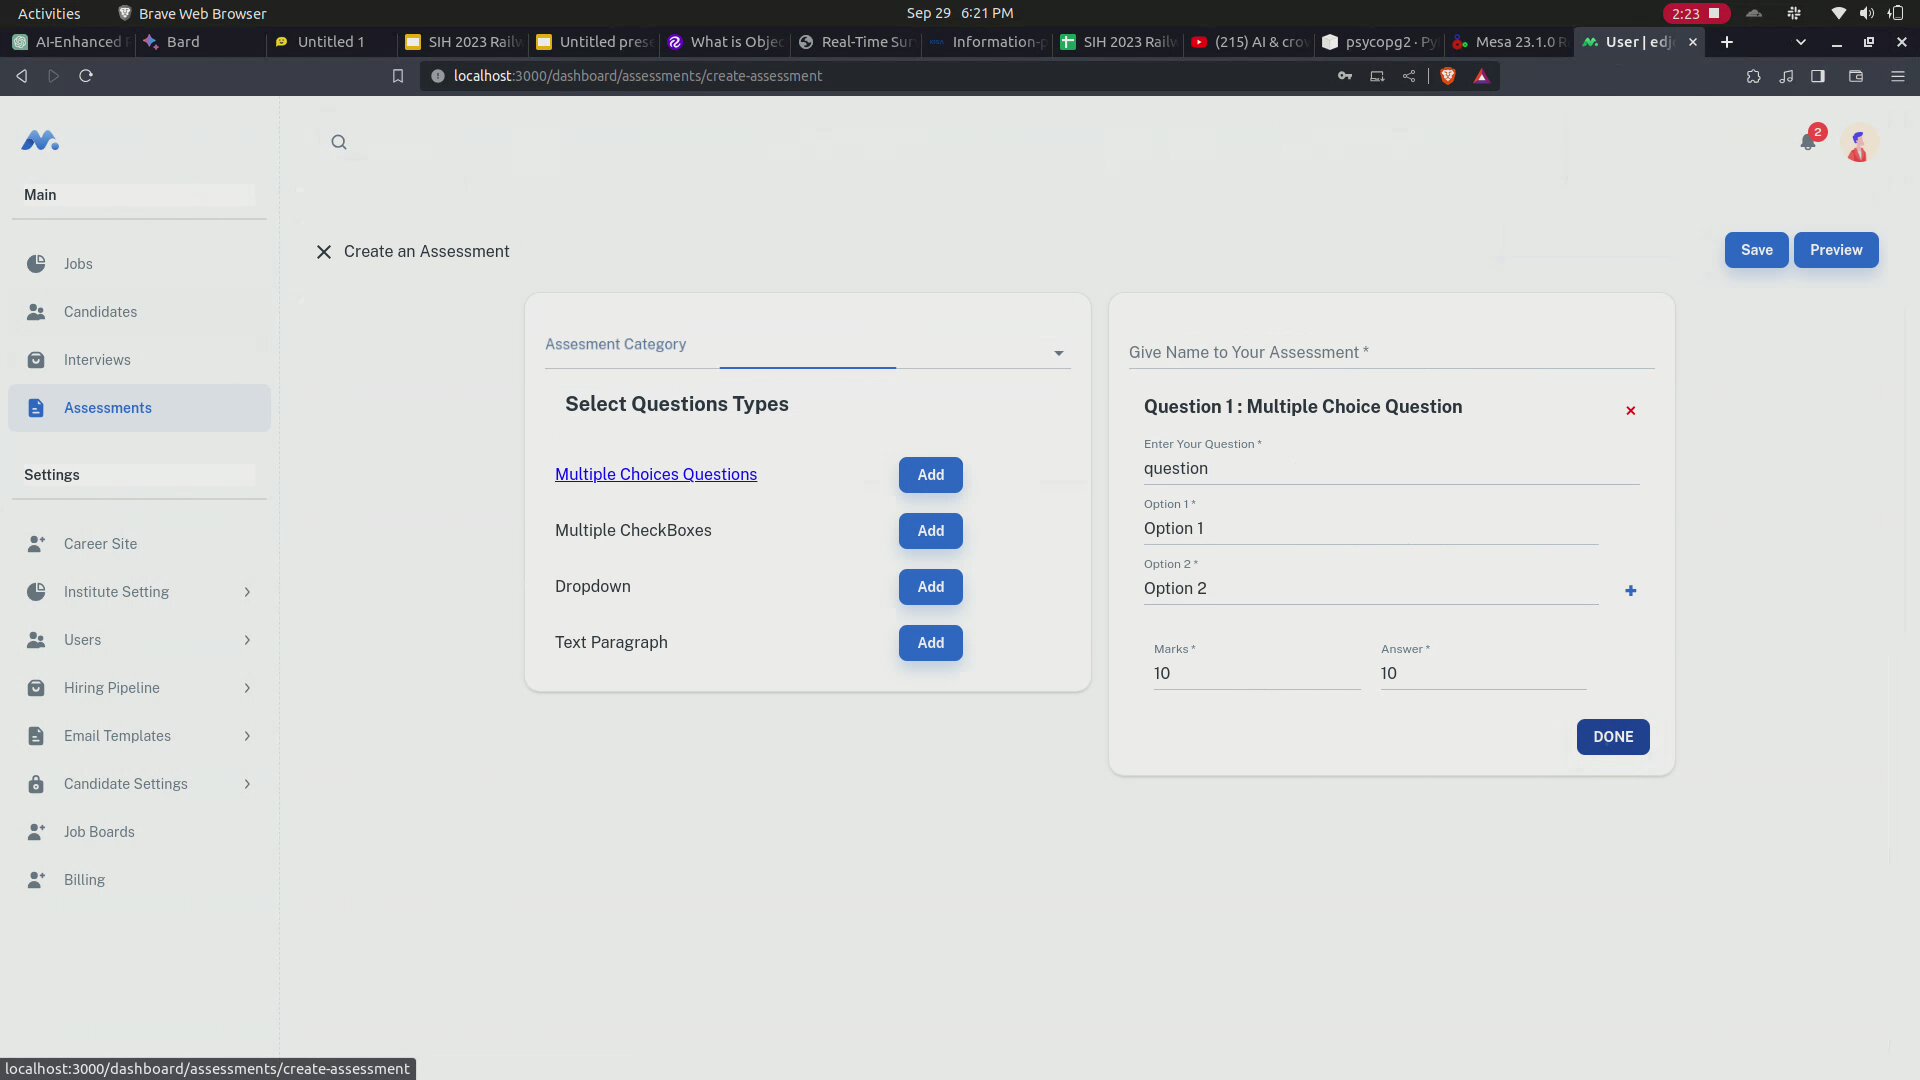 Activities
Brave Web Browser
Sep 29 6:21 PM
2:23
AI-Enhanced
Bard
Untitled 1
SIH 2023 Railw
Untitled prese
What is Objec
Real-Time Sur
Information-p
SIH 2023 Railw
(215) AI & crow
psycopg2 · Py
Mesa 23.1.0 R
User | edj
localhost:3000/dashboard/assessments/create-assessment
2
Main
Jobs
Candidates
Interviews
Assessments
Settings
Career Site
Institute Setting
Users
Hiring Pipeline
Email Templates
Candidate Settings
Job Boards
Billing
Create an Assessment
Save
Preview
Assesment Category
Select Questions Types
Multiple Choices Questions
Add
Multiple CheckBoxes
Add
Dropdown
Add
Text Paragraph
Add
Give Name to Your Assessment *
Question 1 : Multiple Choice Question
Enter Your Question *
question
Option 1 *
Option 1
Option 2 *
Option 2
Marks *
10
Answer *
10
DONE
localhost:3000/dashboard/assessments/create-assessment